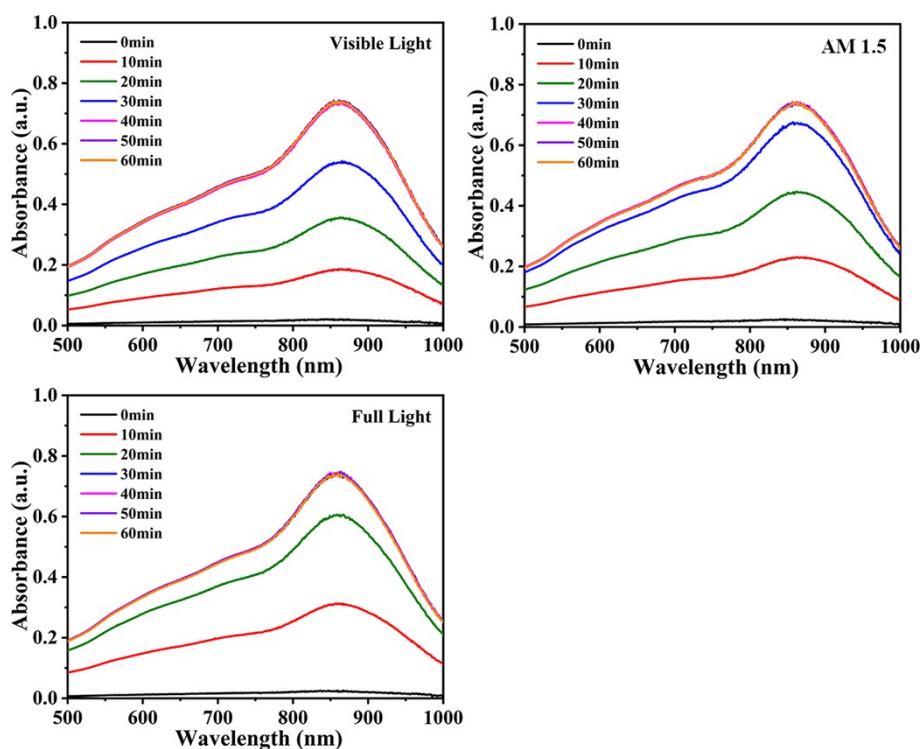 Visible Light
0min
10min
20min
30min
40min
50min
60min
1.0
0.8
0.6
0.4
0.2
0.0
500
600
700
800
900
1000
Absorbance (a.u.)
Wavelength (nm)
AM 1.5
0min
10min
20min
30min
40min
50min
60min
1.0
0.8
0.6
0.4
0.2
0.0
500
600
700
800
900
1000
Absorbance (a.u.)
Wavelength (nm)
Full Light
0min
10min
20min
30min
40min
50min
60min
1.0
0.8
0.6
0.4
0.2
0.0
500
600
700
800
900
1000
Absorbance (a.u.)
Wavelength (nm)